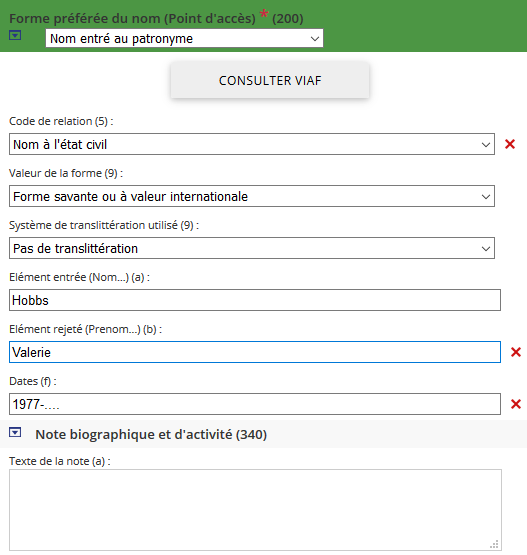 Forme préférée du nom (Point d'accès) * (200)
Nom entré au patronyme
CONSULTER VIAF
Code de relation (5) :
Nom à l'état civil
Valeur de la forme (9) :
Forme savante ou à valeur internationale
Système de translittération utilisé (9) :
Pas de translittération
Elément entrée (Nom...) (a) :
Hobbs
Elément rejeté (Prenom...) (b) :
Valerie
Dates (f) :
1977-....
Note biographique et d'activité (340)
Texte de la note (a) :